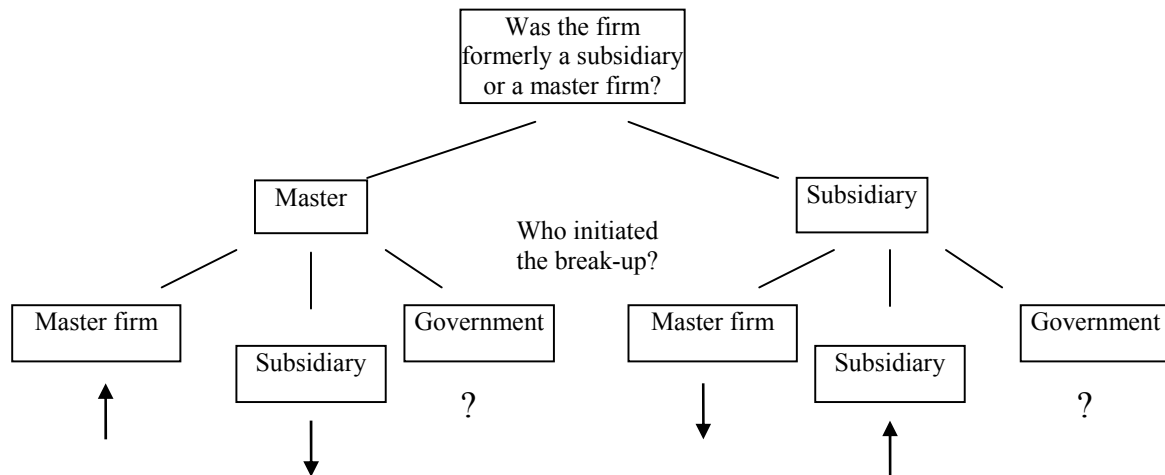 Was the firm
formerly a subsidiary
or a master firm?
Master
Subsidiary
Who initiated
the break-up?
Master firm
Subsidiary
Government
Master firm
Subsidiary
Government
?
?